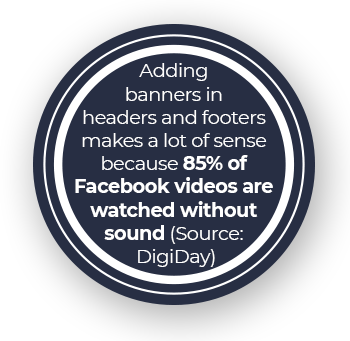 Adding
banners in
headers and footers
makes a lot of sense
because 85% of
Facebook videos are
watched without
sound (Source:
DigiDay)